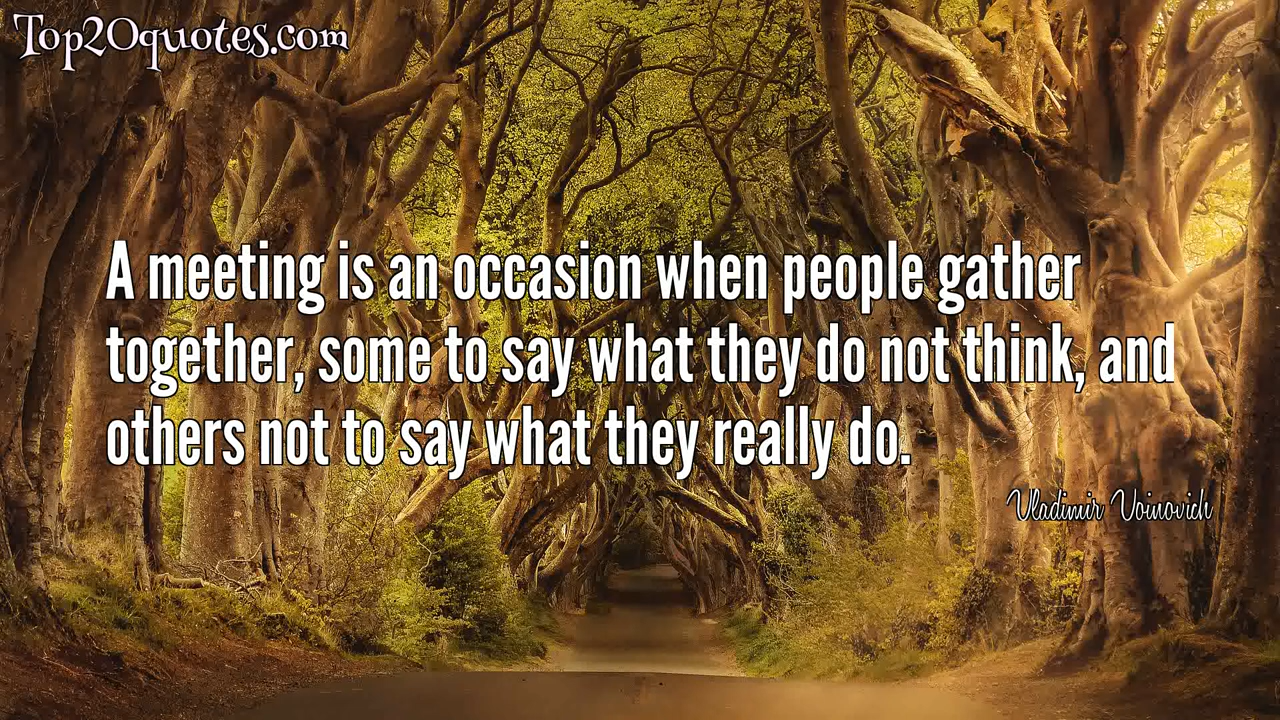 Top20quotes.com
A meeting is an occasion when people gather
together, some to say what they do not think, and
others not to say what they really do.
Vladimir Voinovich